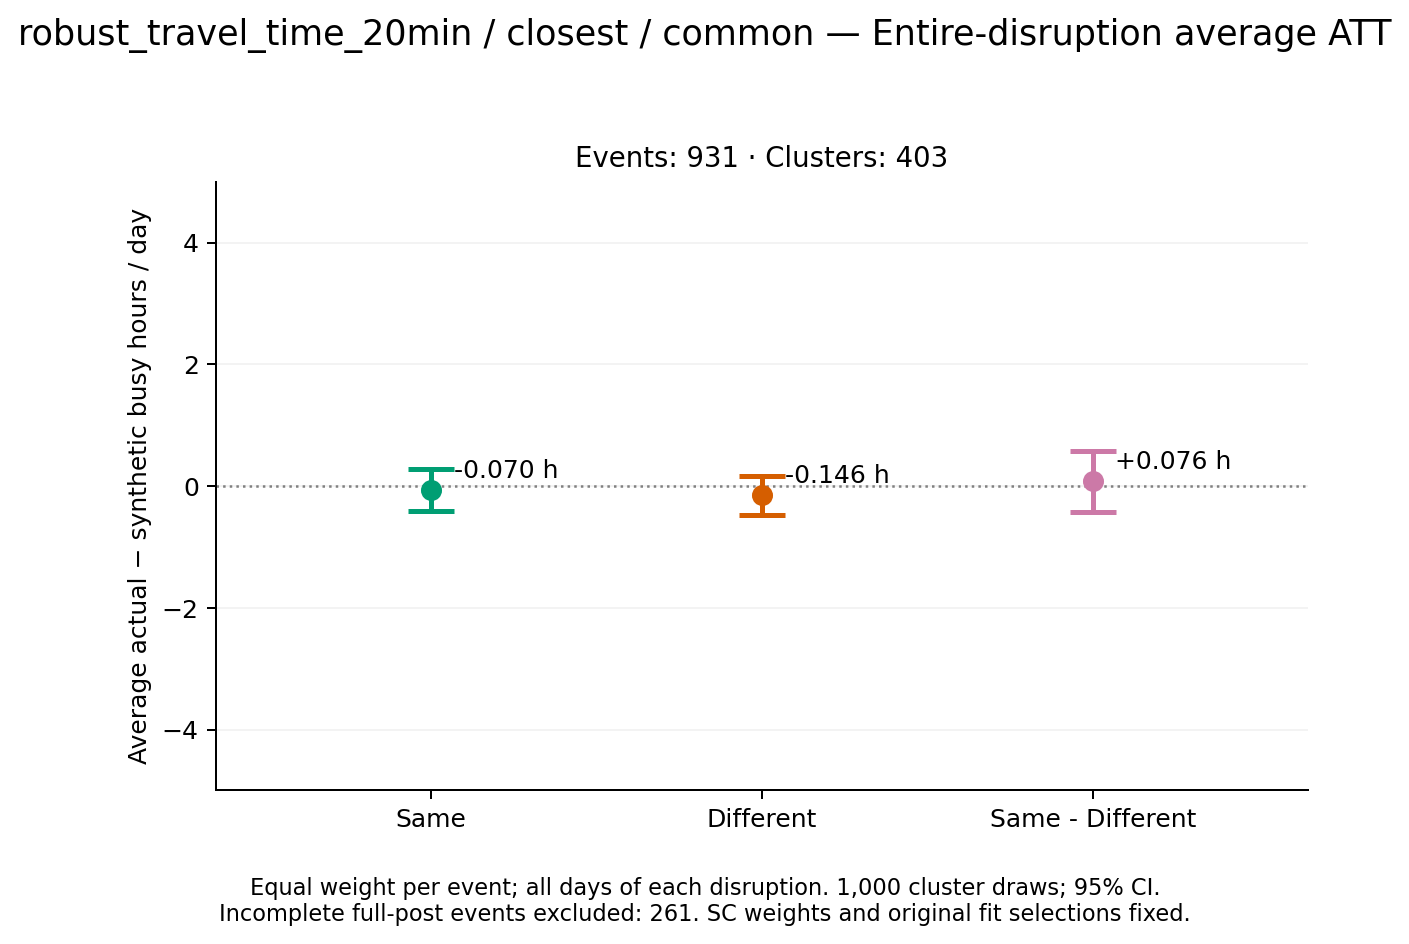 robust_travel_time_20min / closest / common — Entire-disruption average ATT
Events: 931 · Clusters: 403
Average actual − synthetic busy hours / day
4
2
0
−2
−4
-0.070 h
-0.146 h
+0.076 h
Same
Different
Same - Different
Equal weight per event; all days of each disruption. 1,000 cluster draws; 95% CI.
Incomplete full-post events excluded: 261. SC weights and original fit selections fixed.